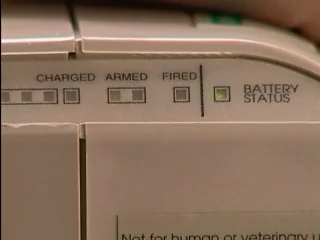 CHARGED ARMED FIRED
BATTERY
STATUS
Not for human or veterinary u